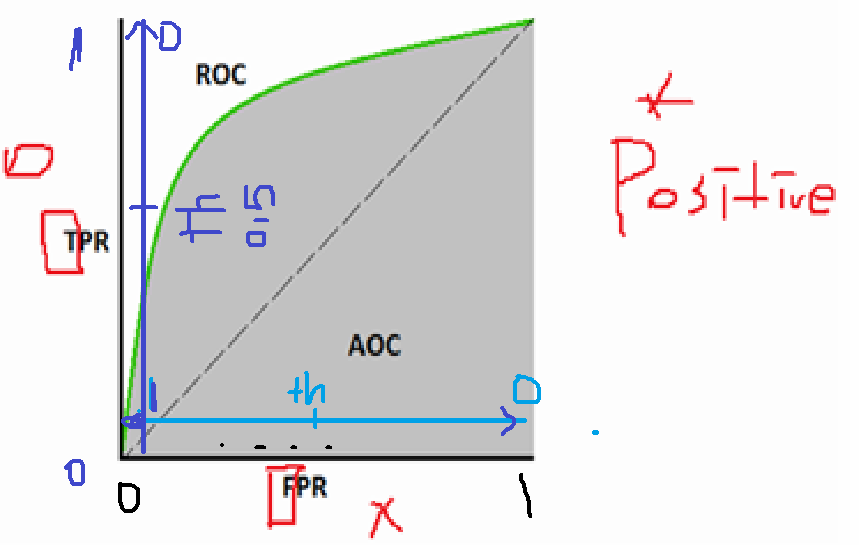 1
D
ROC
Positive
Th
0.5
TPR
AOC
1
th
0
0
0
FPR
x
1